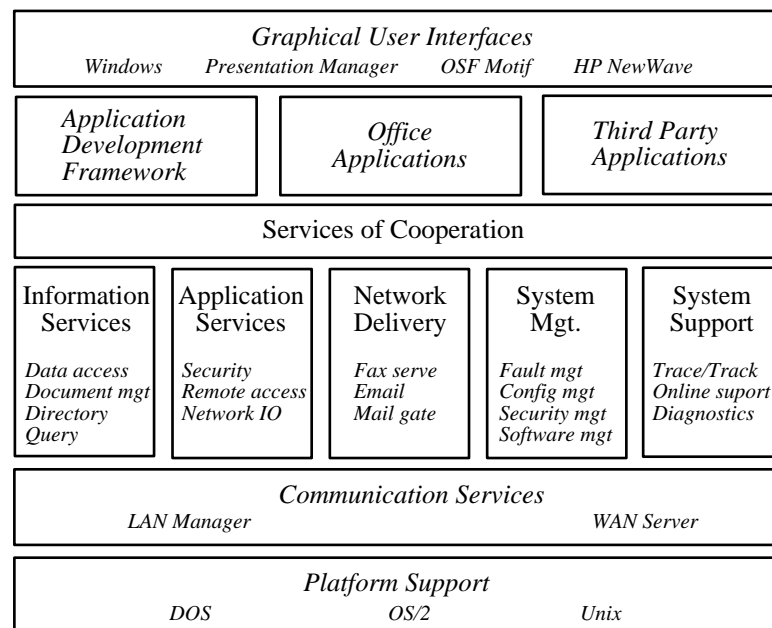 Graphical User Interfaces
Windows Presentation Manager OSF Motif HP NewWave
Application
Development
Framework
Office
Applications
Third Party
Applications
Services of Cooperation
Information
Services
Data access
Document mgt
Directory
Query
Application
Services
Security
Remote access
Network IO
Network
Delivery
Fax serve
Email
Mail gate
System
Mgt.
Fault mgt
Config mgt
Security mgt
Software mgt
System
Support
Trace/Track
Online suport
Diagnostics
Communication Services
LAN Manager WAN Server
Platform Support
DOS OS/2 Unix